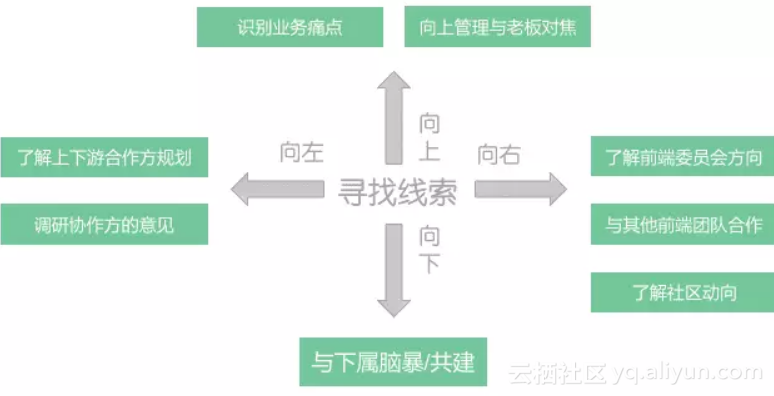 识别业务痛点
向上管理与老板对焦
向上
了解上下游合作方规划
向左
向右
了解前端委员会方向
寻找线索
调研协作方的意见
与其他前端团队合作
向下
了解社区动向
与下属脑暴/共建
云栖社区 yq.aliyun.com